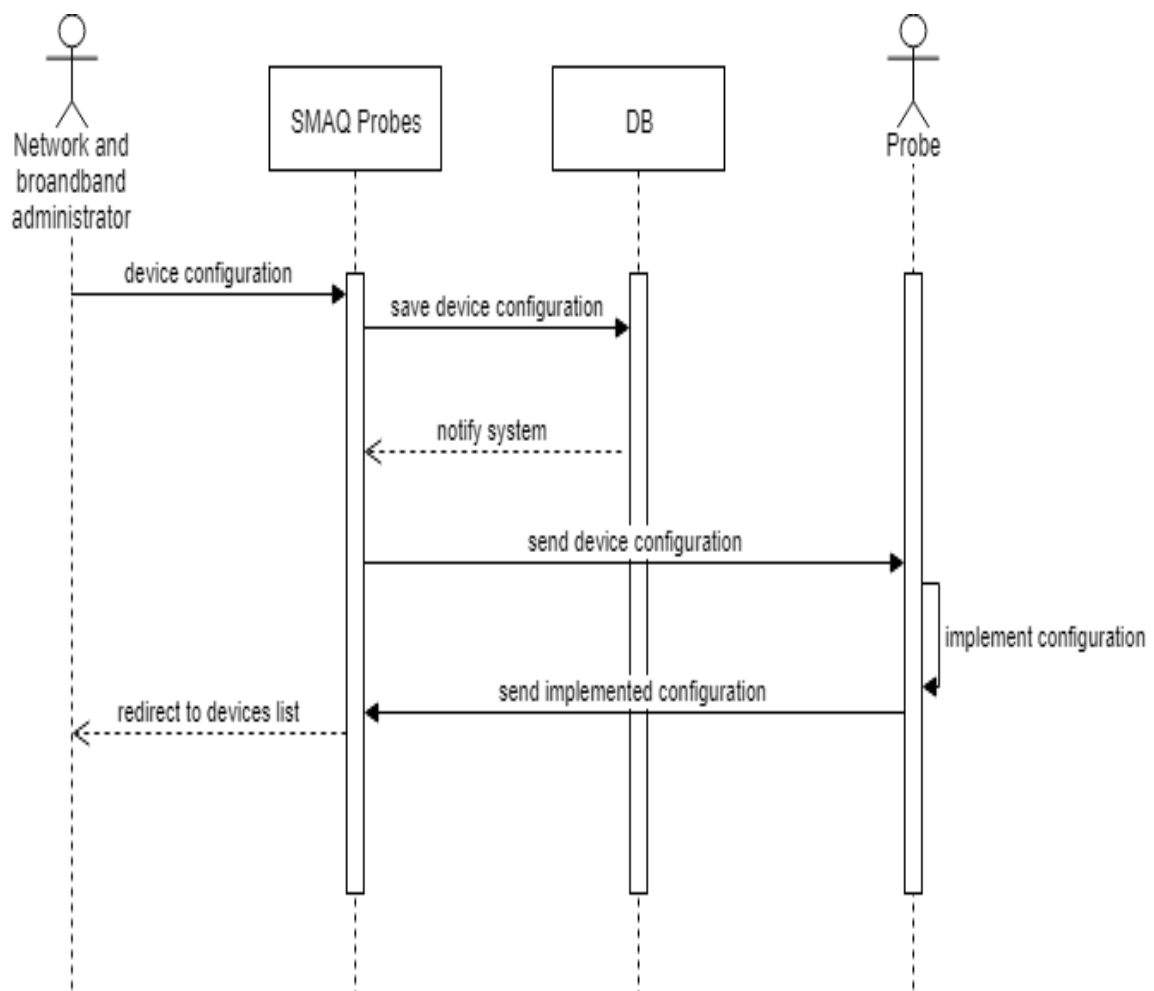 Network and
broandband
administrator
SMAQ Probes
DB
Probe
device configuration
save device configuration
notify system
send device configuration
implement configuration
send implemented configuration
redirect to devices list